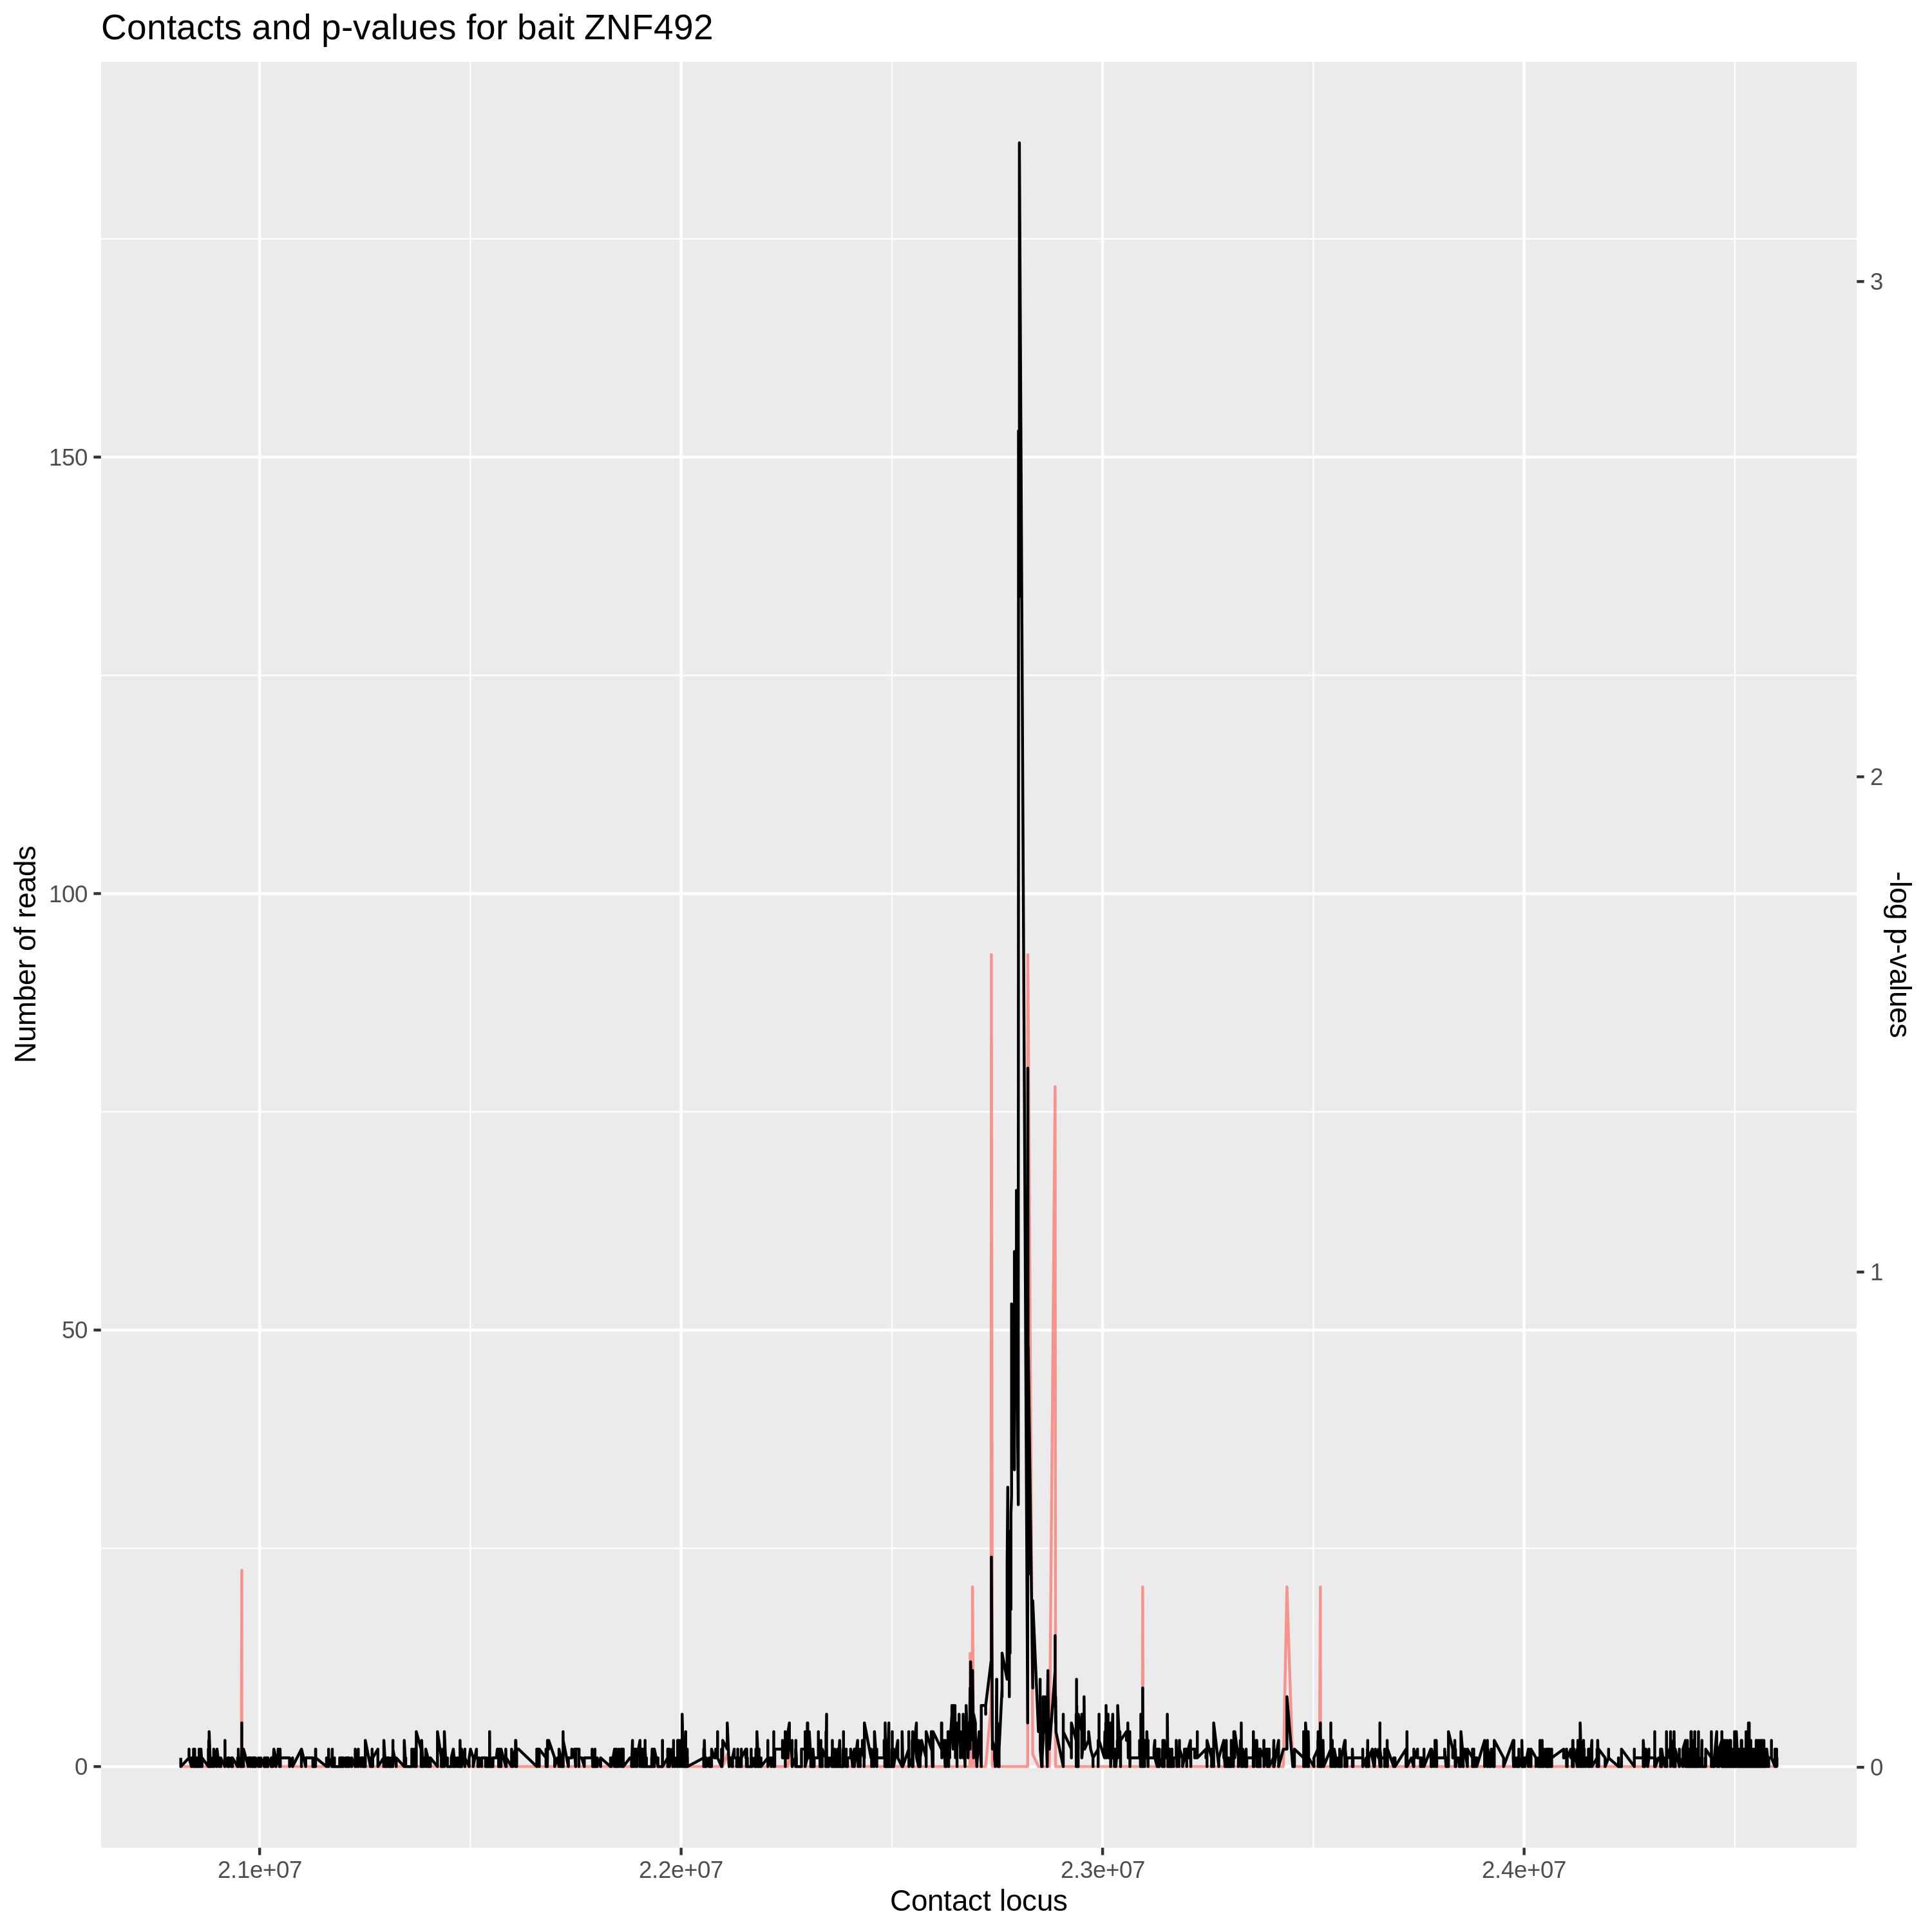 Contacts and p-values for bait ZNF492
Number of reads
150
100
50
0
3
2
1
0
-log p-values
2.1e+07
2.2e+07
2.3e+07
2.4e+07
Contact locus